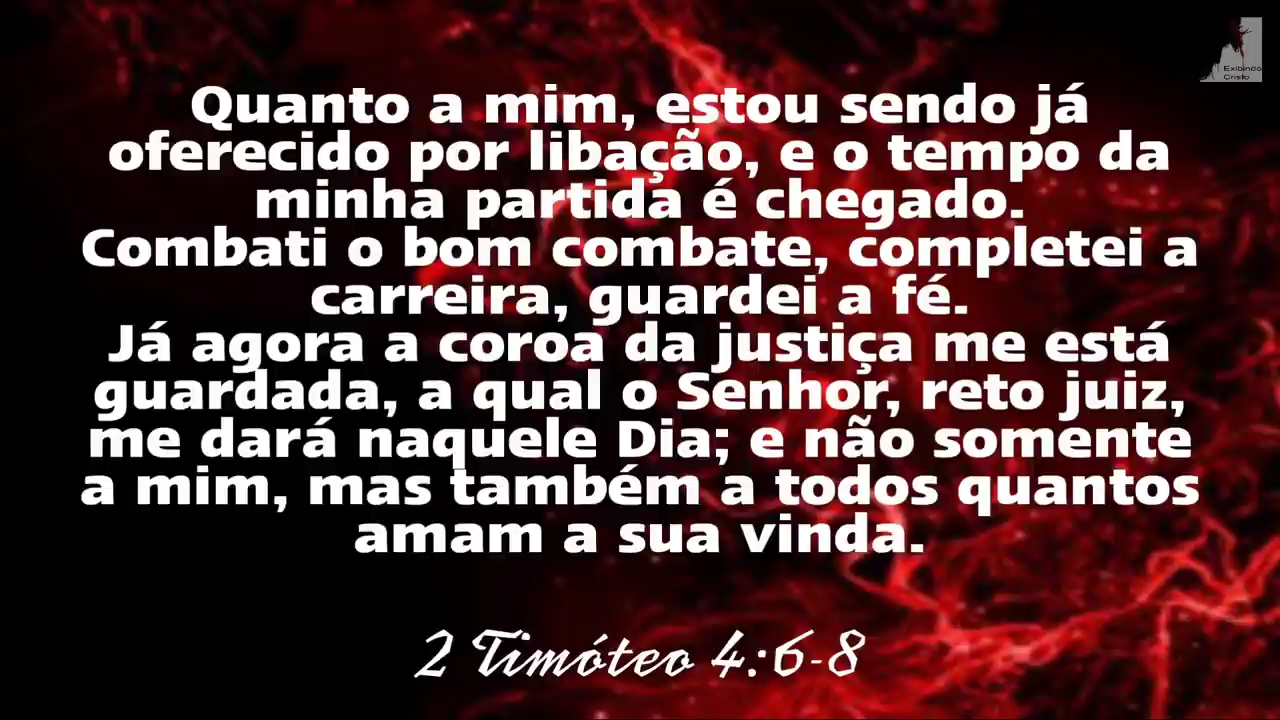 Exibindo
Cristo
Quanto a mim, estou sendo já
oferecido por libação, e o tempo da
minha partida é chegado.
Combati o bom combate, completei a
carreira, guardei a fé.
Já agora a coroa da justiça me está
guardada, a qual o Senhor, reto juiz,
me dará naquele Dia; e não somente
a mim, mas também a todos quantos
amam a sua vinda.
2 Timóteo 4:6-8